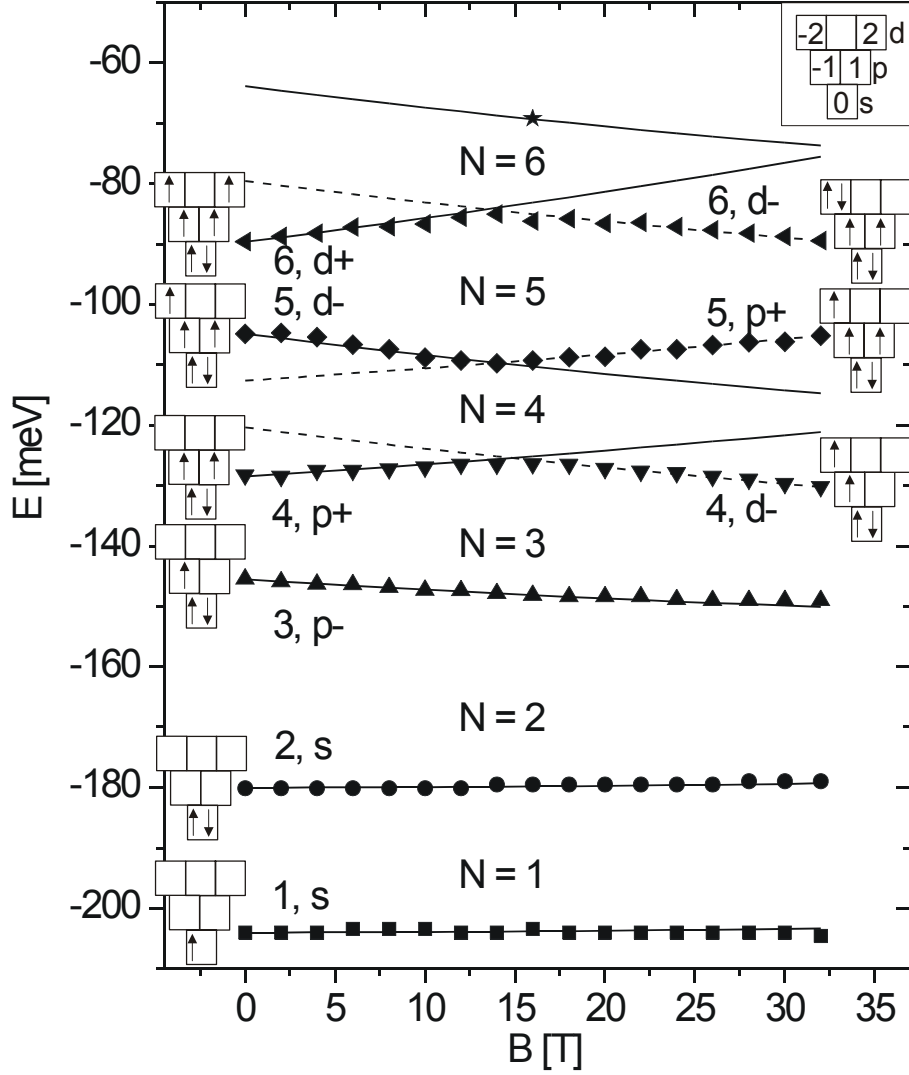 -2 2 d
-1 1 p
0 s
-60
-80
-100
-120
-140
-160
-180
-200
E [meV]
N = 6
6, d-
6, d+
N = 5
5, d-
5, p+
N = 4
4, p+
4, d-
N = 3
3, p-
N = 2
2, s
N = 1
1, s
0 5 10 15 20 25 30 35
B [T]